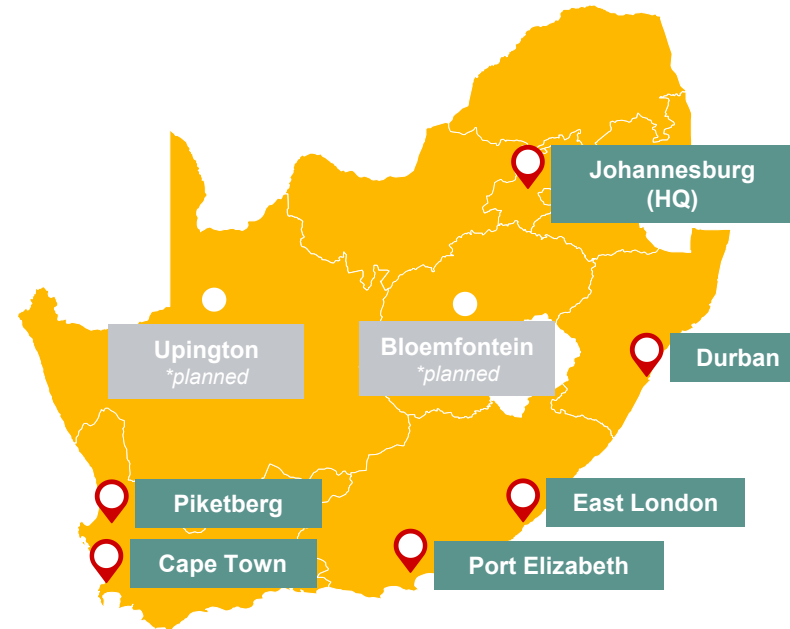 Johannesburg
(HQ)
Upington
*planned
Bloemfontein
*planned
Durban
Piketberg
East London
Cape Town
Port Elizabeth